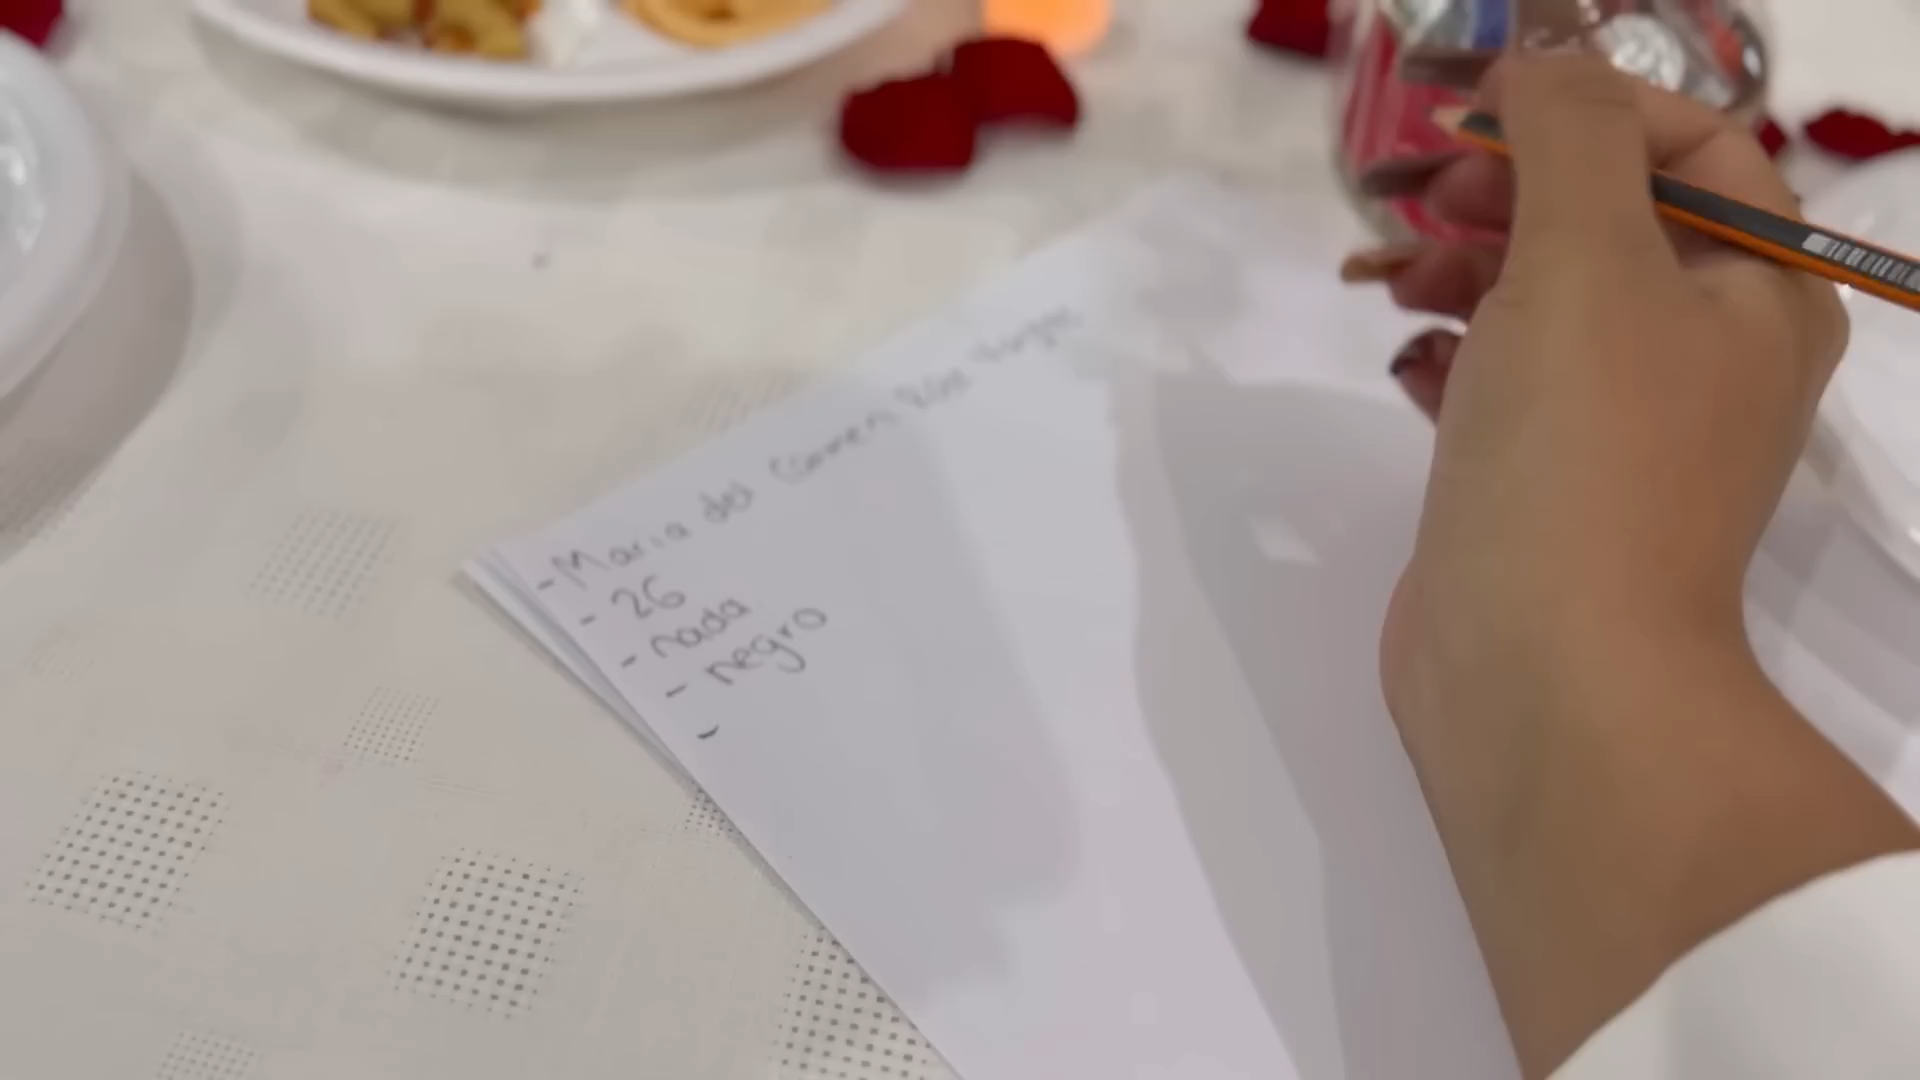 - Maria del Carmen
- 26
- nada
- negro
-